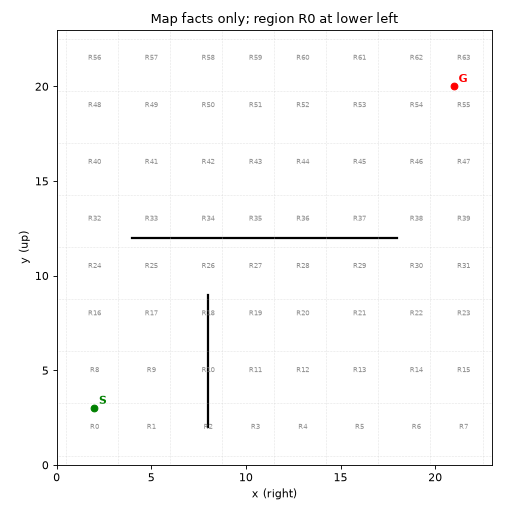 Map facts only; region R0 at lower left
R56 R57 R58 R59 R60 R61 R62 R63
G
20
R48 R49 R50 R51 R52 R53 R54 R55
R40 R41 R42 R43 R44 R45 R46 R47
15
R32 R33 R34 R35 R36 R37 R38 R39
y (up)
R24 R25 R26 R27 R28 R29 R30 R31
10
R16 R17 R18 R19 R20 R21 R22 R23
R8 R9 R10 R11 R12 R13 R14 R15
5
S
R0 R1 R2 R3 R4 R5 R6 R7
0
0 5 10 15 20
x (right)